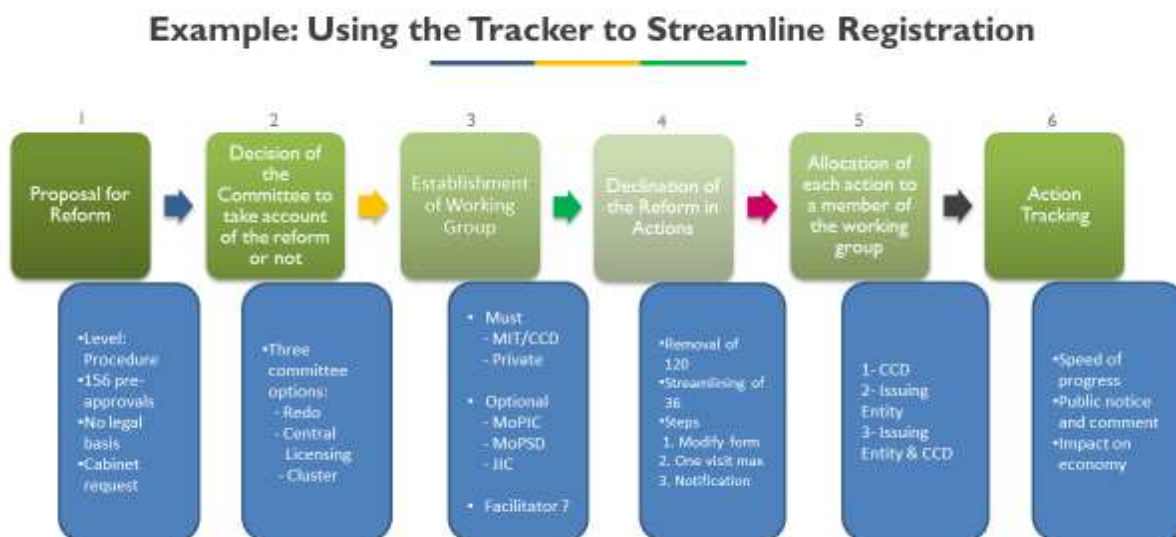 Example: Using the Tracker to Streamline Registration
1
2
3
4
5
6
Proposal for
Reform
Decision of
the
Committee to
take account
of the reform
or not
Establishment
of Working
Group
Declination of
the Reform in
Actions
Allocation of
each action to
a member of
the working
group
Action
Tracking
•Level:
Procedure
•156 pre-
approvals
•No legal
basis
•Cabinet
request
•Three
committee
options:
- Redo
- Central
Licensing
- Cluster
• Must
- MIT/CCD
- Private
• Optional
- MoPIC
- MoPSD
- JIC
• Facilitator ?
•Removal of
120
•Streamlining of
36
•Steps
1. Modify form
2. One visit max
3. Notification
1- CCD
2- Issuing
Entity
3- Issuing
Entity & CCD
•Speed of
progress
•Public notice
and comment
•Impact on
economy